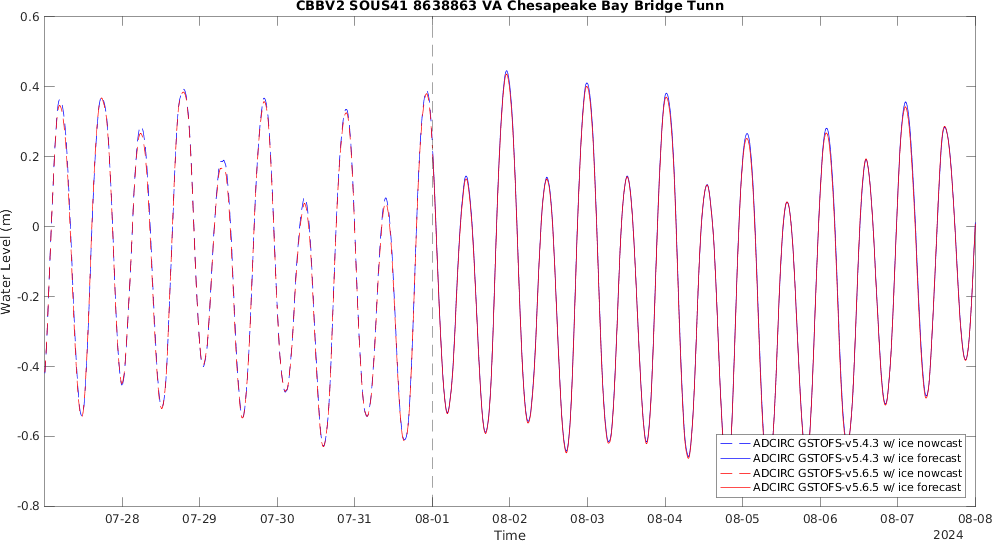 CBBV2 SOUS41 8638863 VA Chesapeake Bay Bridge Tunn
0.6
0.4
0.2
0
-0.2
-0.4
-0.6
-0.8
Water Level (m)
ADCIRC GSTOFS-v5.4.3 w/ ice nowcast
ADCIRC GSTOFS-v5.4.3 w/ ice forecast
ADCIRC GSTOFS-v5.6.5 w/ ice nowcast
ADCIRC GSTOFS-v5.6.5 w/ ice forecast
07-28 07-29 07-30 07-31 08-01 08-02 08-03 08-04 08-05 08-06 08-07 08-08
Time
2024